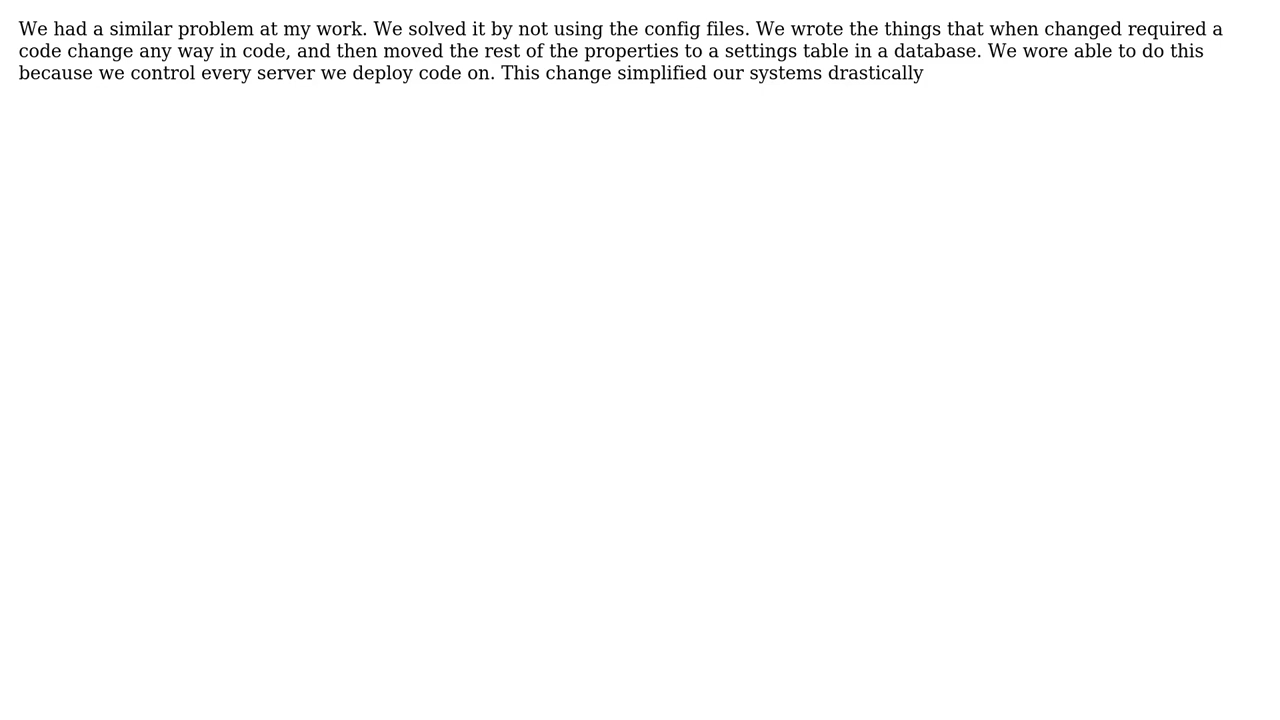 We had a similar problem at my work. We solved it by not using the config files. We wrote the things that when changed required a
code change any way in code, and then moved the rest of the properties to a settings table in a database. We wore able to do this
because we control every server we deploy code on. This change simplified our systems drastically